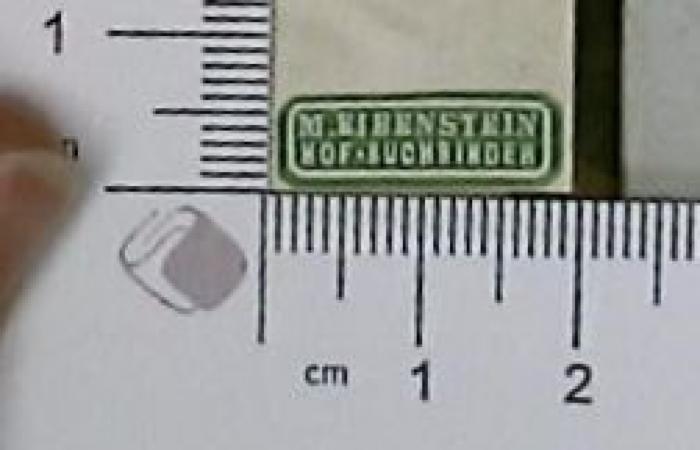 1
M. EIBENSTEIN
HOF-BUCHBINDER
cm 1 2